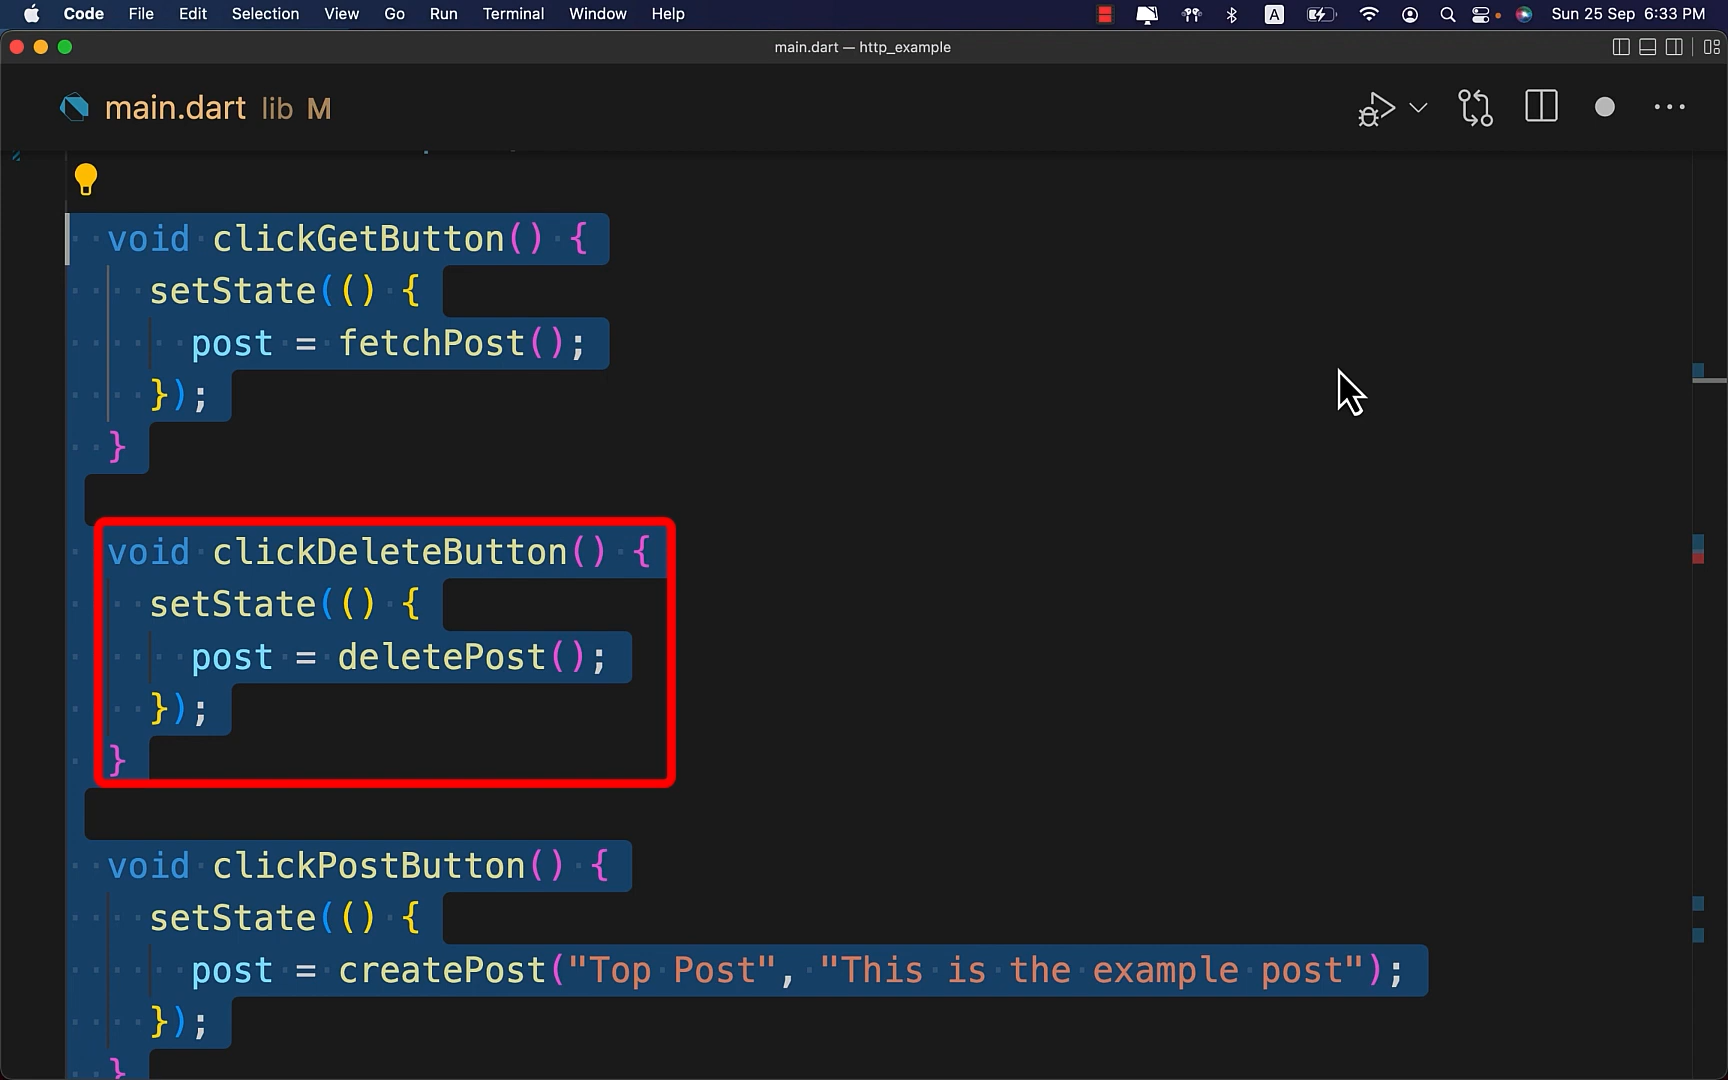 Code File Edit Selection View Go Run Terminal Window Help A Sun 25 Sep 6:33 PM
main.dart — http_example
main.dart lib M
void clickGetButton() {
setState(() {
post = fetchPost();
});
}
void clickDeleteButton() {
setState(() {
post = deletePost();
});
}
void clickPostButton() {
setState(() {
post = createPost("Top Post", "This is the example post");
});
}